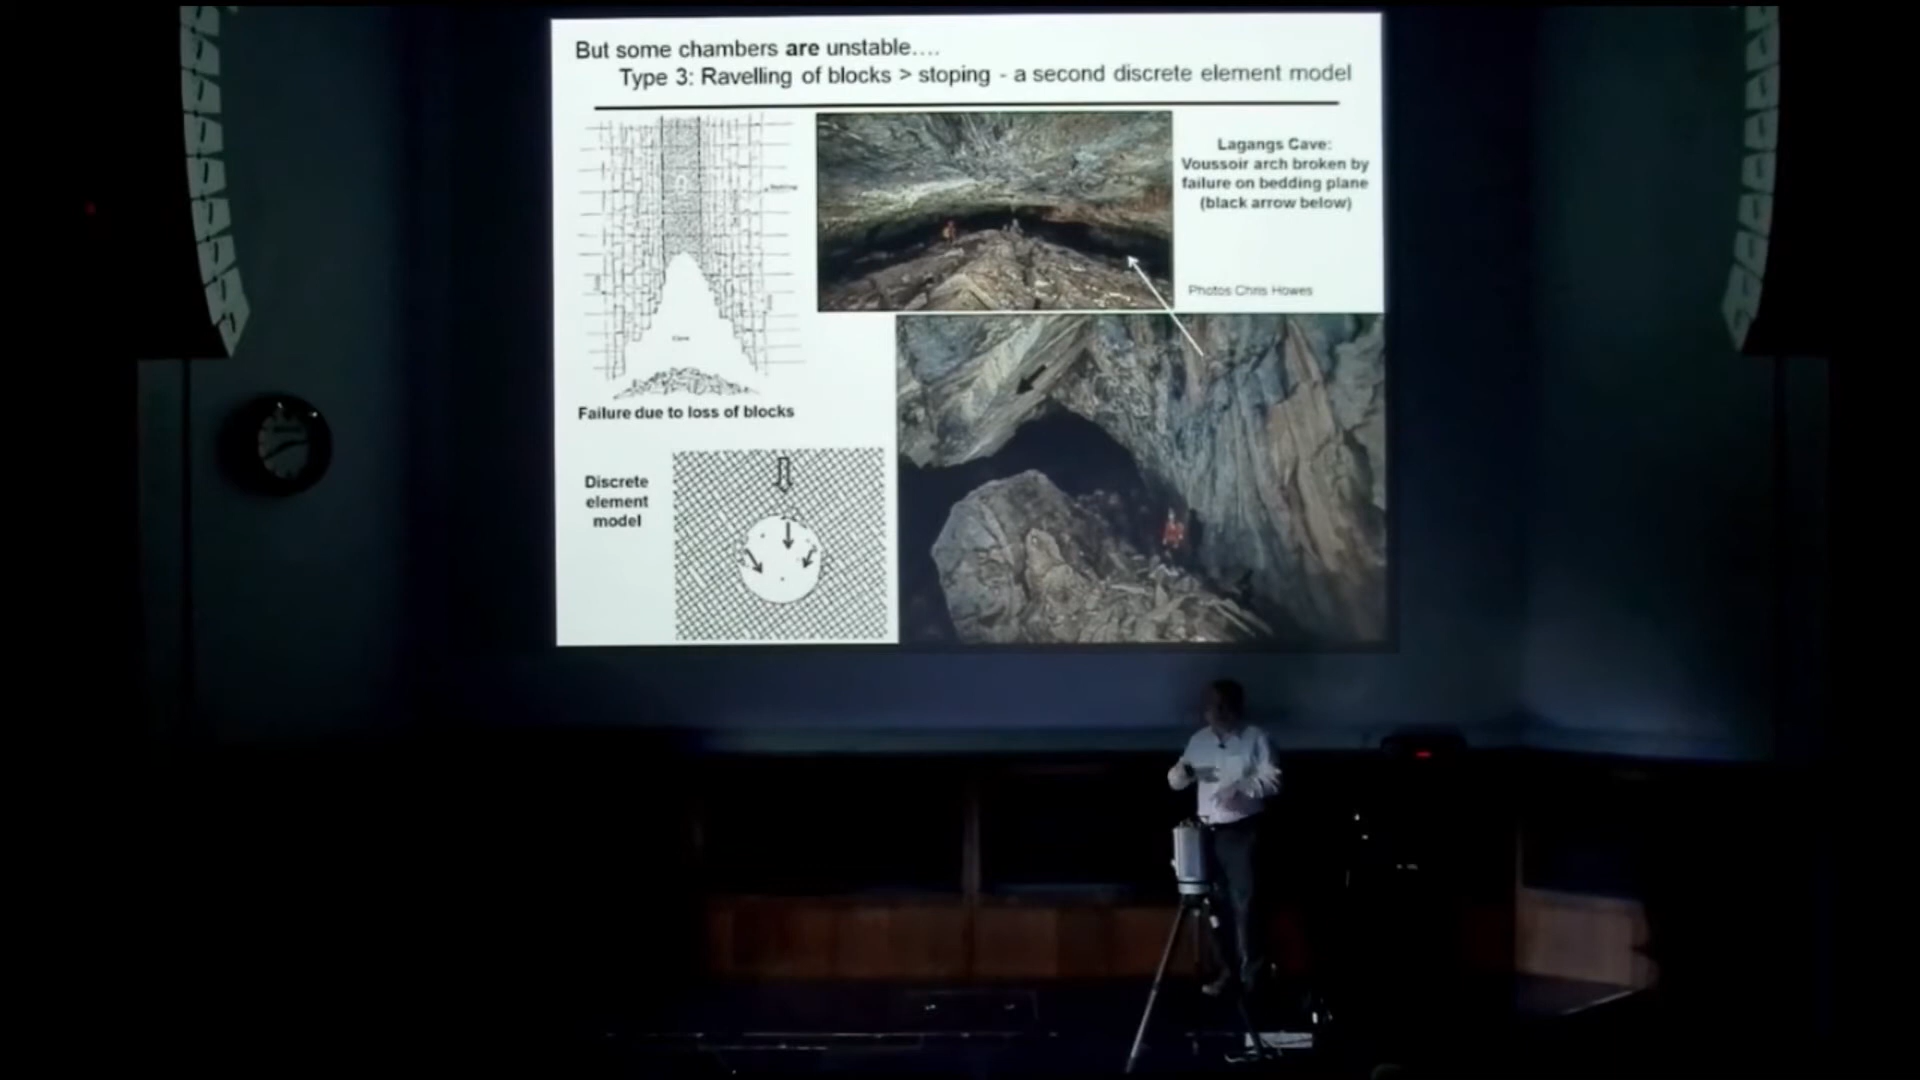 But some chambers are unstable....
Type 3: Ravelling of blocks > stoping - a second discrete element model
Lagangs Cave:
Voussoir arch broken by
failure on bedding plane
(black arrow below)
Photos Chris Howes
Cave
Failure due to loss of blocks
Discrete
element
model